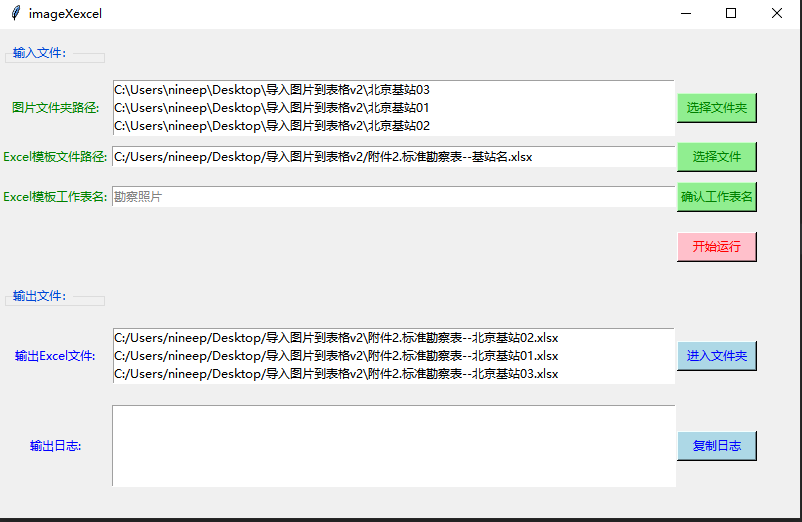 imageXexcel
输入文件:
图片文件夹路径:
C:\Users\nineep\Desktop\导入图片到表格v2\北京基站03
C:\Users\nineep\Desktop\导入图片到表格v2\北京基站01
C:\Users\nineep\Desktop\导入图片到表格v2\北京基站02
选择文件夹
Excel模板文件路径: C:/Users/nineep/Desktop/导入图片到表格v2/附件2.标准勘察表--基站名.xlsx 选择文件
Excel模板工作表名: 勘察照片 确认工作表名
开始运行
输出文件:
输出Excel文件:
C:/Users/nineep/Desktop/导入图片到表格v2\附件2.标准勘察表--北京基站02.xlsx
C:/Users/nineep/Desktop/导入图片到表格v2\附件2.标准勘察表--北京基站01.xlsx
C:/Users/nineep/Desktop/导入图片到表格v2\附件2.标准勘察表--北京基站03.xlsx
进入文件夹
输出日志: 复制日志